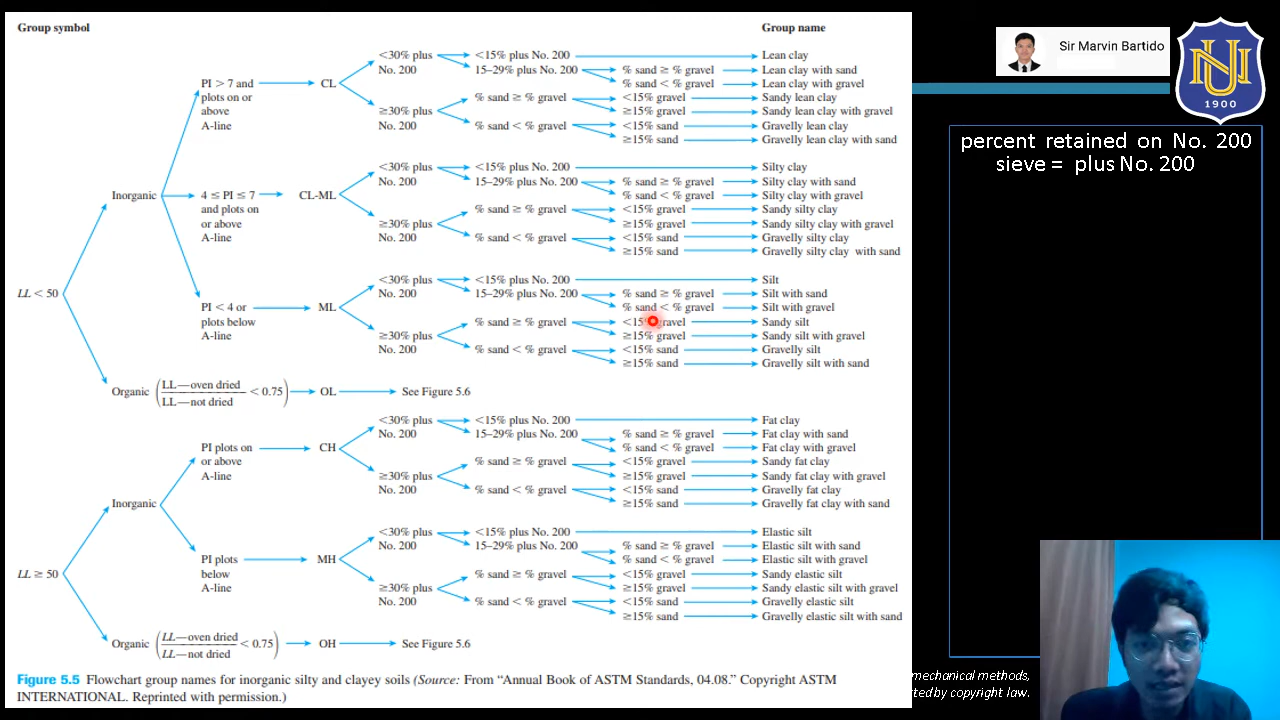 Group symbol
Group name
<30% plus
No. 200
<15% plus No. 200
Lean clay
15–29% plus No. 200
% sand ≥ % gravel
Lean clay with sand
% sand < % gravel
Lean clay with gravel
PI > 7 and
plots on or
above
A-line
CL
≥30% plus
No. 200
% sand ≥ % gravel
<15% gravel
Sandy lean clay
≥15% gravel
Sandy lean clay with gravel
% sand < % gravel
<15% sand
Gravelly lean clay
≥15% sand
Gravelly lean clay with sand
Inorganic
4 ≤ PI ≤ 7
and plots on
or above
A-line
CL-ML
<30% plus
No. 200
<15% plus No. 200
Silty clay
15–29% plus No. 200
% sand ≥ % gravel
Silty clay with sand
% sand < % gravel
Silty clay with gravel
≥30% plus
No. 200
% sand ≥ % gravel
<15% gravel
Sandy silty clay
≥15% gravel
Sandy silty clay with gravel
% sand < % gravel
<15% sand
Gravelly silty clay
≥15% sand
Gravelly silty clay with sand
LL < 50
PI < 4 or
plots below
A-line
ML
<30% plus
No. 200
<15% plus No. 200
Silt
15–29% plus No. 200
% sand ≥ % gravel
Silt with sand
% sand < % gravel
Silt with gravel
≥30% plus
No. 200
% sand ≥ % gravel
<15% gravel
Sandy silt
≥15% gravel
Sandy silt with gravel
% sand < % gravel
<15% sand
Gravelly silt
≥15% sand
Gravelly silt with sand
Organic (LL—oven dried
LL—not dried < 0.75)
OL
See Figure 5.6
PI plots on
or above
A-line
CH
<30% plus
No. 200
<15% plus No. 200
Fat clay
15–29% plus No. 200
% sand ≥ % gravel
Fat clay with sand
% sand < % gravel
Fat clay with gravel
≥30% plus
No. 200
% sand ≥ % gravel
<15% gravel
Sandy fat clay
≥15% gravel
Sandy fat clay with gravel
% sand < % gravel
<15% sand
Gravelly fat clay
≥15% sand
Gravelly fat clay with sand
Inorganic
LL ≥ 50
PI plots
below
A-line
MH
<30% plus
No. 200
<15% plus No. 200
Elastic silt
15–29% plus No. 200
% sand ≥ % gravel
Elastic silt with sand
% sand < % gravel
Elastic silt with gravel
≥30% plus
No. 200
% sand ≥ % gravel
<15% gravel
Sandy elastic silt
≥15% gravel
Sandy elastic silt with gravel
% sand < % gravel
<15% sand
Gravelly elastic silt
≥15% sand
Gravelly elastic silt with sand
Organic (LL—oven dried
LL—not dried < 0.75)
OH
See Figure 5.6
Figure 5.5 Flowchart group names for inorganic silty and clayey soils (Source: From “Annual Book of ASTM Standards, 04.08.” Copyright ASTM
INTERNATIONAL. Reprinted with permission.)
Sir Marvin Bartido
NU
1900
percent retained on No. 200
sieve = plus No. 200
mechanical methods,
ted by copyright law.